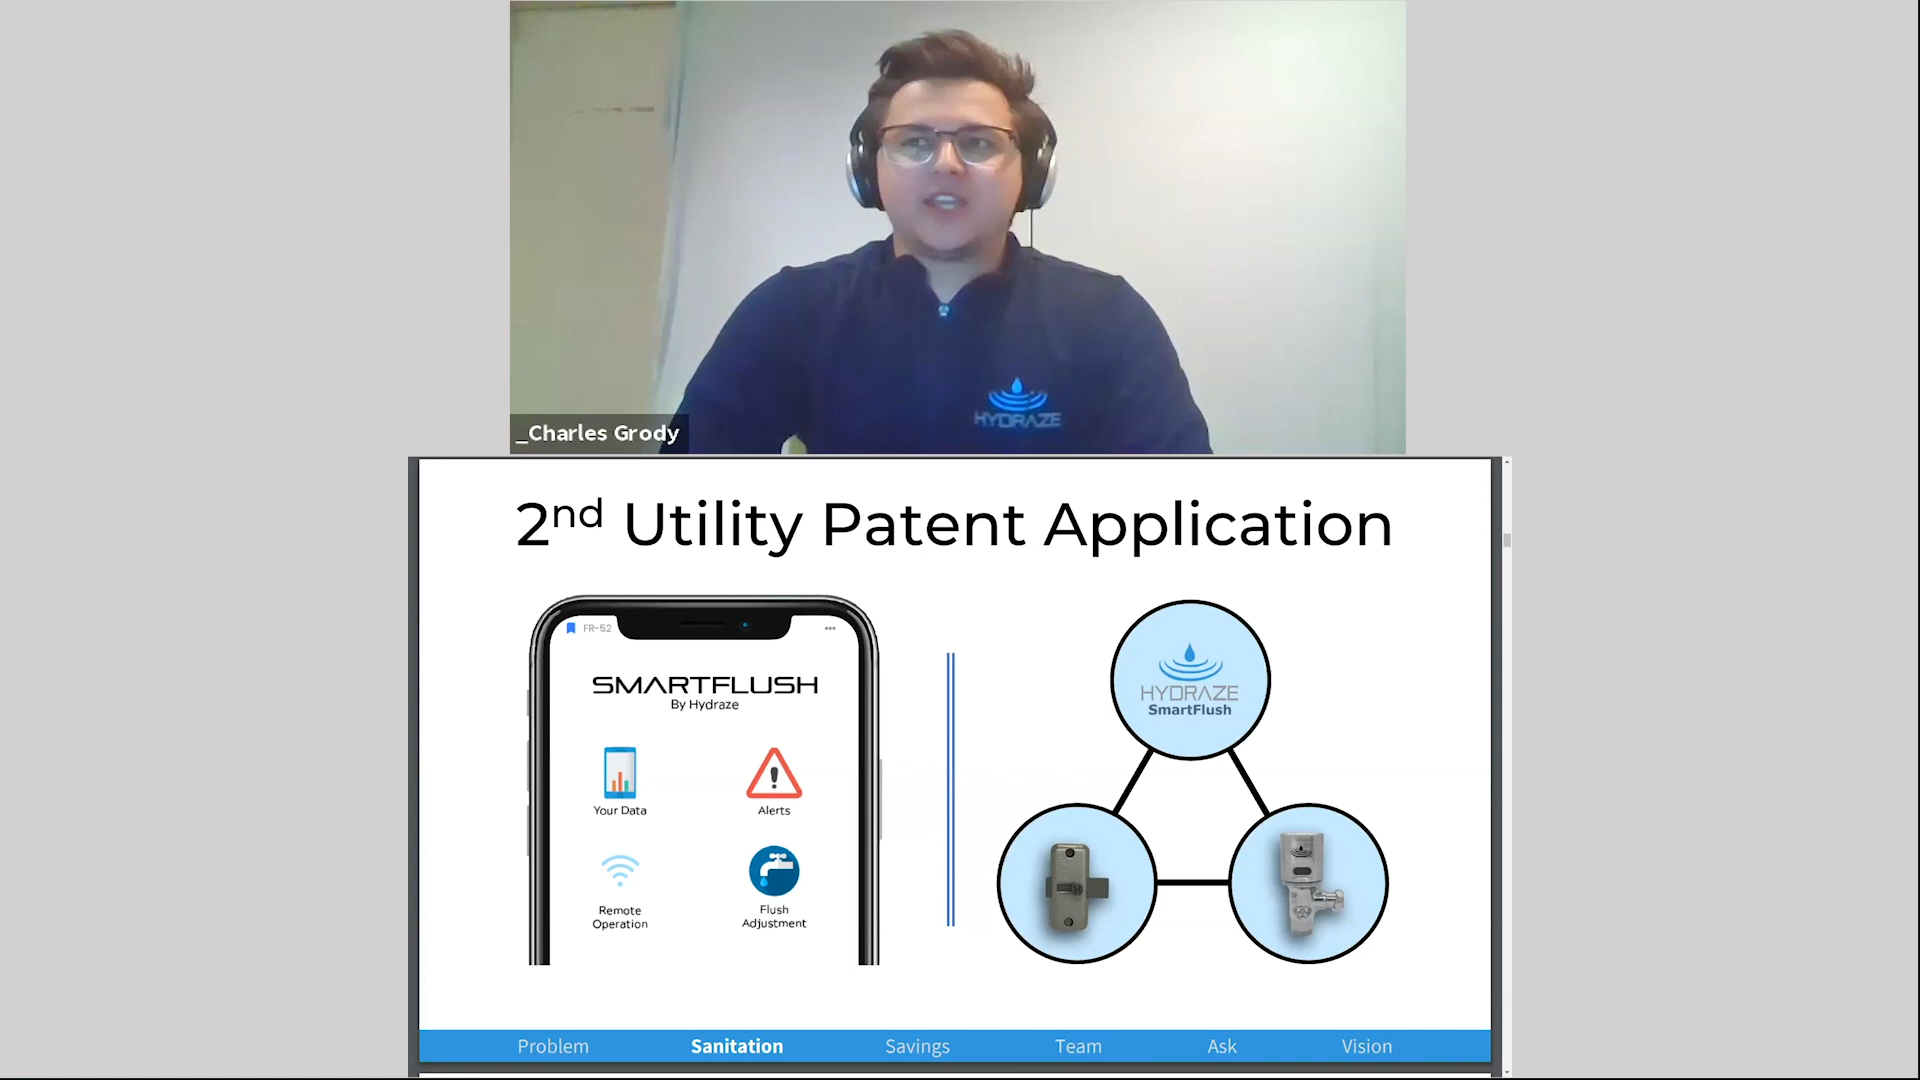 HYDRAZE
_Charles Grody
2nd Utility Patent Application
FR-52
SMARTFLUSH
By Hydraze
Your Data
Alerts
Remote
Operation
Flush
Adjustment
HYDRAZE
SmartFlush
Problem Sanitation Savings Team Ask Vision